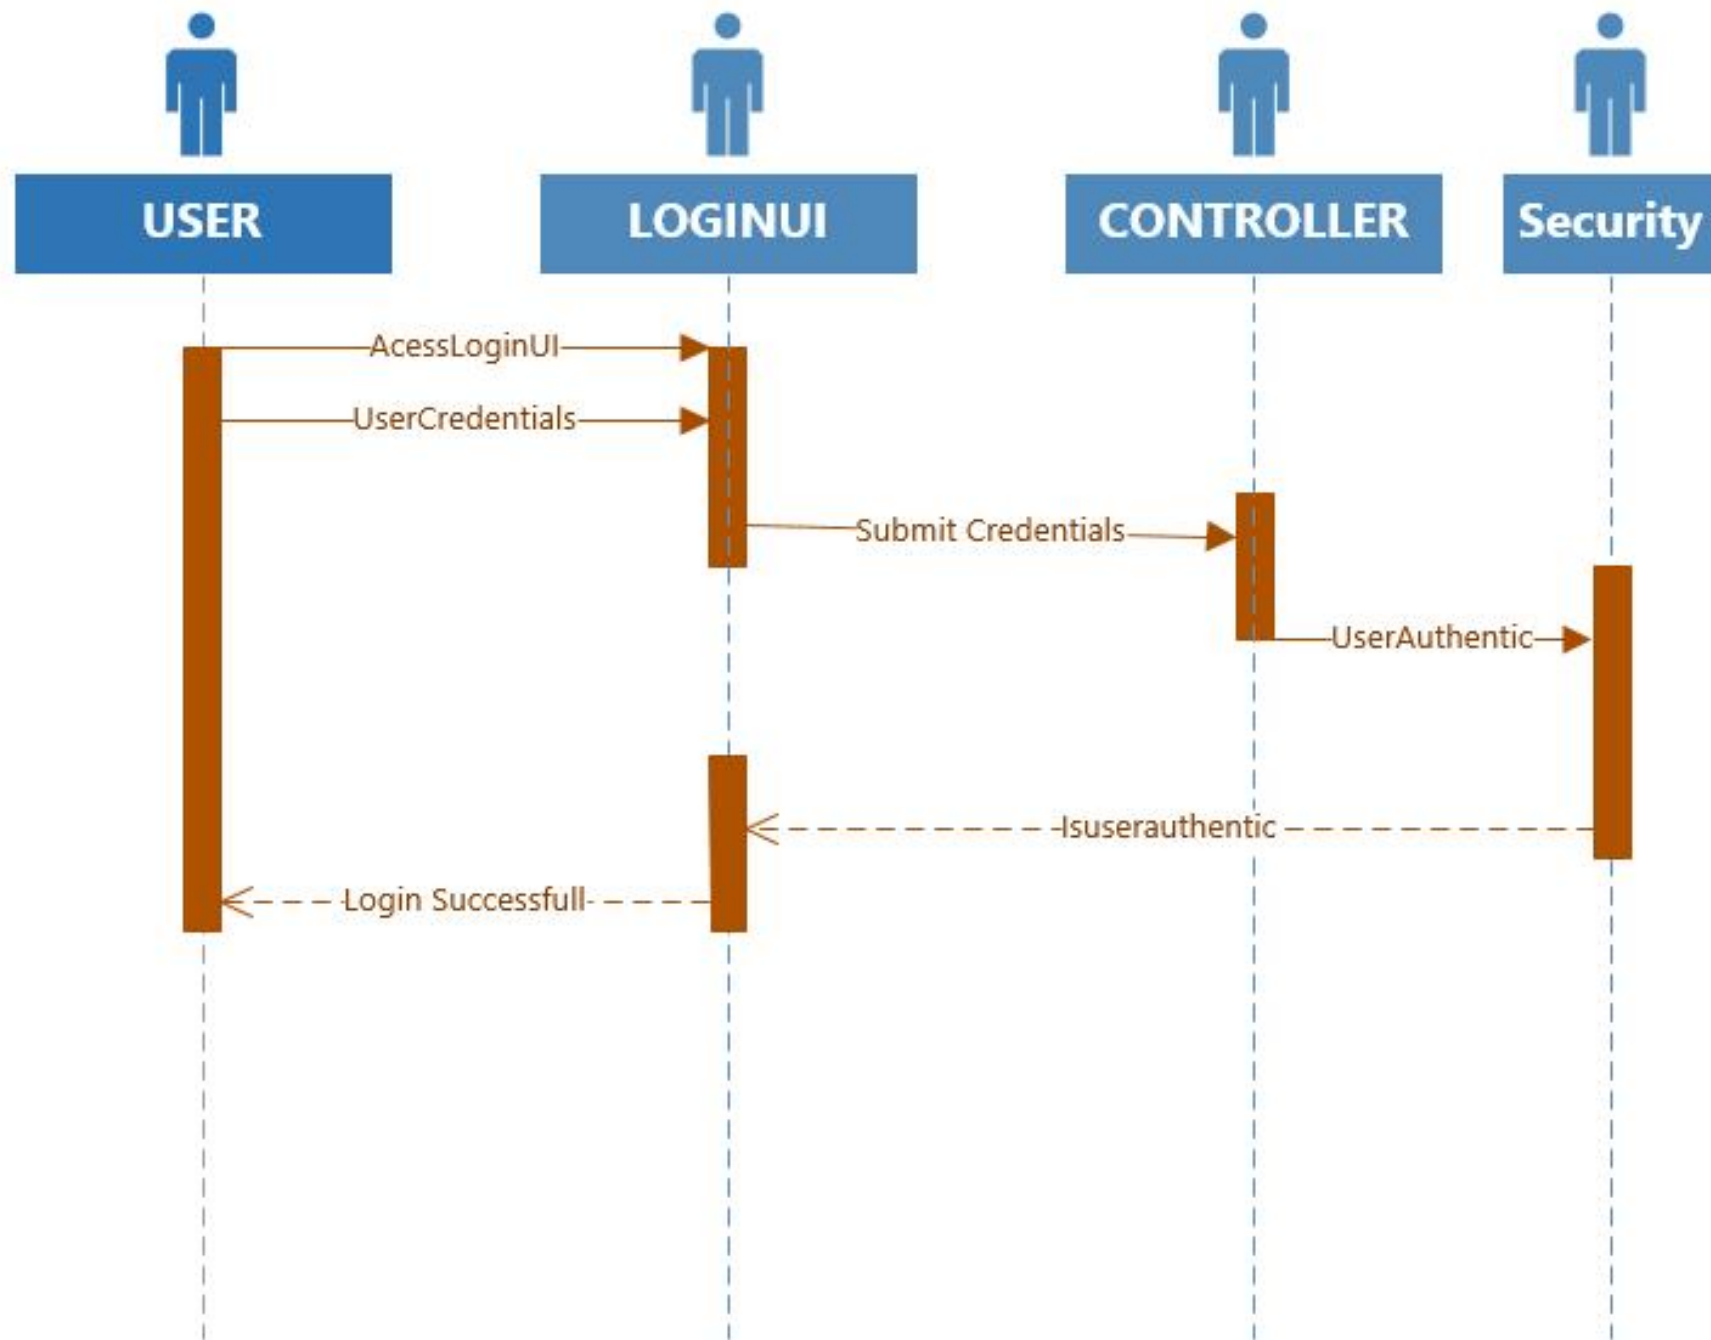 USER
LOGINUI
CONTROLLER
Security
AcessLoginUI
UserCredentials
Submit Credentials
UserAuthentic
Isuserauthentic
Login Successfull